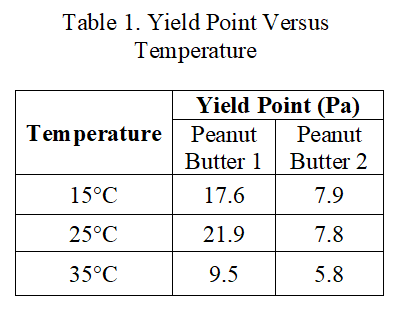 Table 1. Yield Point Versus
Temperature
Temperature
Yield Point (Pa)
Peanut
Butter 1
Peanut
Butter 2
15°C 17.6 7.9
25°C 21.9 7.8
35°C 9.5 5.8